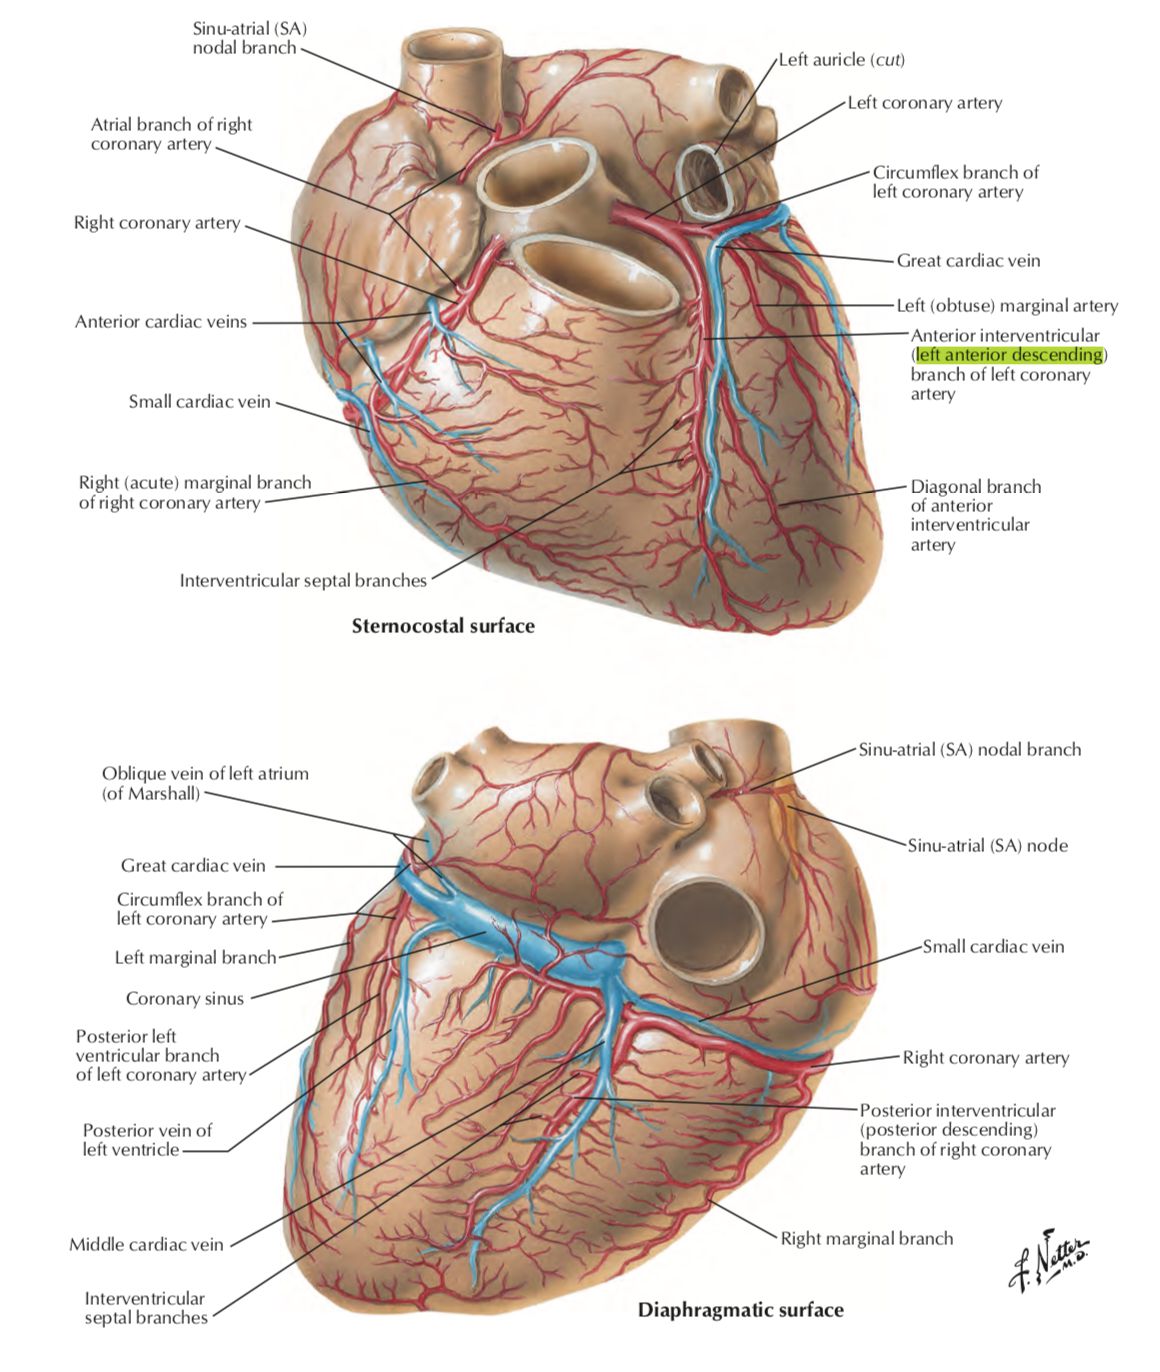 Sinu-atrial (SA)
nodal branch
Left auricle (cut)
Left coronary artery
Atrial branch of right
coronary artery
Circumflex branch of
left coronary artery
Right coronary artery
Great cardiac vein
Left (obtuse) marginal artery
Anterior cardiac veins
Anterior interventricular
(left anterior descending)
branch of left coronary
artery
Small cardiac vein
Right (acute) marginal branch
of right coronary artery
Diagonal branch
of anterior
interventricular
artery
Interventricular septal branches
Sternocostal surface
Sinu-atrial (SA) nodal branch
Oblique vein of left atrium
(of Marshall)
Sinu-atrial (SA) node
Great cardiac vein
Circumflex branch of
left coronary artery
Small cardiac vein
Left marginal branch
Coronary sinus
Posterior left
ventricular branch
of left coronary artery
Right coronary artery
Posterior interventricular
(posterior descending)
branch of right coronary
artery
Posterior vein of
left ventricle
Middle cardiac vein
Right marginal branch
Interventricular
septal branches
Diaphragmatic surface
F. Netter
M.D.